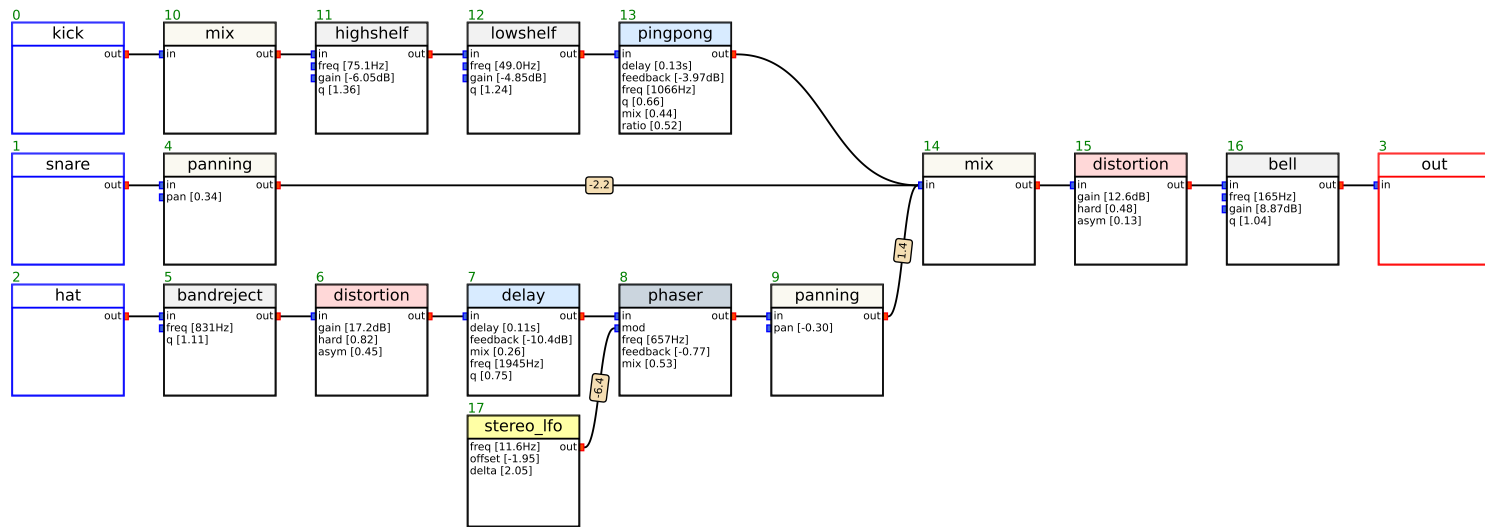 0
kick
out
10
mix
in out
11
highshelf
in out
freq [75.1Hz]
gain [-6.05dB]
q [1.36]
12
lowshelf
in out
freq [49.0Hz]
gain [-4.85dB]
q [1.24]
13
pingpong
in out
delay [0.13s]
feedback [-3.97dB]
freq [1066Hz]
q [0.66]
mix [0.44]
ratio [0.52]
1
snare
out
4
panning
in out
pan [0.34]
-2.2
14
mix
in out
15
distortion
in out
gain [12.6dB]
hard [0.48]
asym [0.13]
16
bell
in out
freq [165Hz]
gain [8.87dB]
q [1.04]
3
out
in
1.4
2
hat
out
5
bandreject
in out
freq [831Hz]
q [1.11]
6
distortion
in out
gain [17.2dB]
hard [0.82]
asym [0.45]
7
delay
in out
delay [0.11s]
feedback [-10.4dB]
mix [0.26]
freq [1945Hz]
q [0.75]
8
phaser
in out
mod
freq [657Hz]
feedback [-0.77]
mix [0.53]
9
panning
in out
pan [-0.30]
-6.4
17
stereo_lfo
freq [11.6Hz] out
offset [-1.95]
delta [2.05]